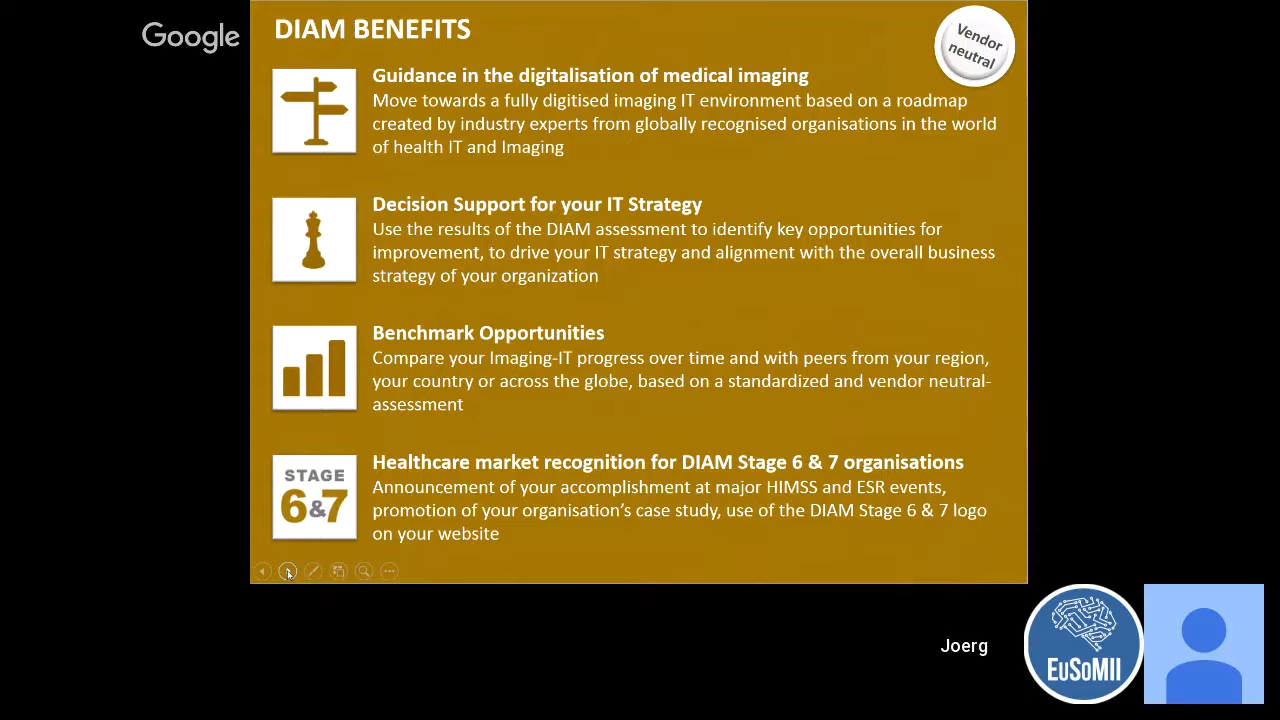 Google
DIAM BENEFITS
Vendor
neutral
Guidance in the digitalisation of medical imaging
Move towards a fully digitised imaging IT environment based on a roadmap
created by industry experts from globally recognised organisations in the world
of health IT and Imaging
Decision Support for your IT Strategy
Use the results of the DIAM assessment to identify key opportunities for
improvement, to drive your IT strategy and alignment with the overall business
strategy of your organization
Benchmark Opportunities
Compare your Imaging-IT progress over time and with peers from your region,
your country or across the globe, based on a standardized and vendor neutral-
assessment
STAGE
6&7
Healthcare market recognition for DIAM Stage 6 & 7 organisations
Announcement of your accomplishment at major HIMSS and ESR events,
promotion of your organisation's case study, use of the DIAM Stage 6 & 7 logo
on your website
Joerg
EuSoMII